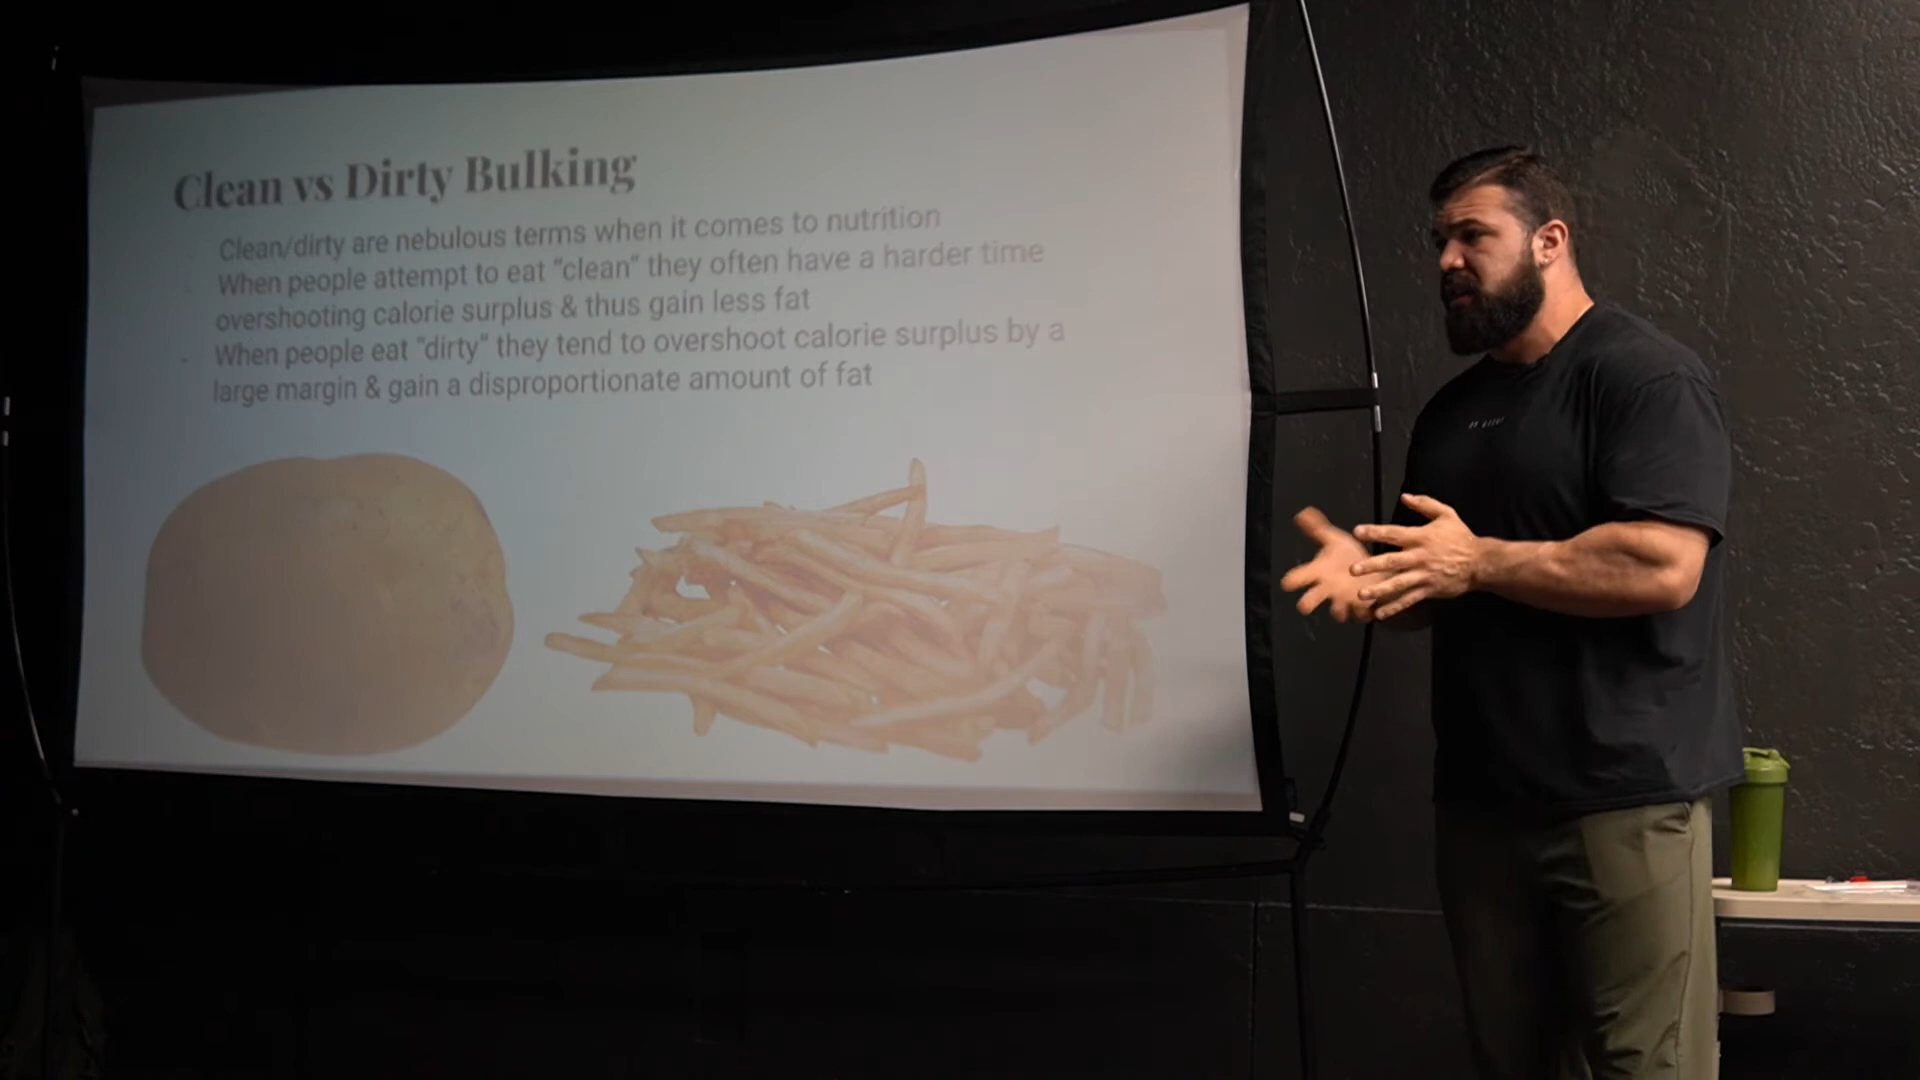 Clean vs Dirty Bulking
Clean/dirty are nebulous terms when it comes to nutrition
- When people attempt to eat "clean" they often have a harder time
overshooting calorie surplus & thus gain less fat
- When people eat "dirty" they tend to overshoot calorie surplus by a
large margin & gain a disproportionate amount of fat